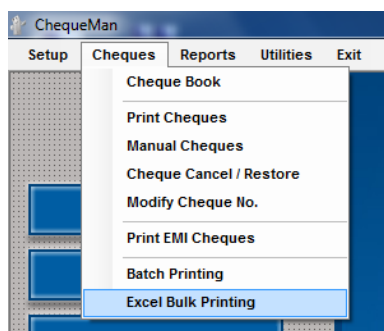 ChequeMan
Setup Cheques Reports Utilities Exit
Cheque Book
Print Cheques
Manual Cheques
Cheque Cancel / Restore
Modify Cheque No.
Print EMI Cheques
Batch Printing
Excel Bulk Printing